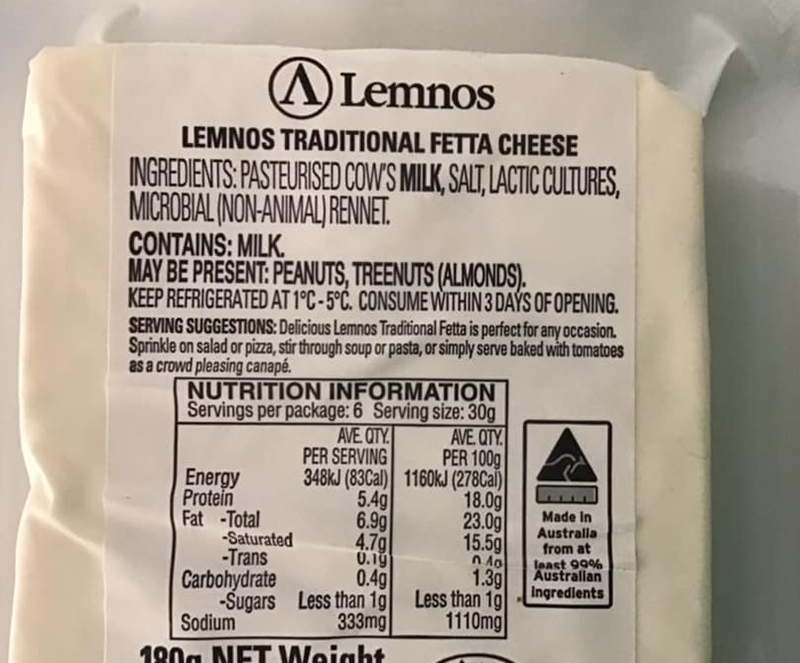 Lemnos
LEMNOS TRADITIONAL FETTA CHEESE
INGREDIENTS: PASTEURISED COW'S MILK, SALT, LACTIC CULTURES,
MICROBIAL (NON-ANIMAL) RENNET.
CONTAINS: MILK.
MAY BE PRESENT: PEANUTS, TREENUTS (ALMONDS).
KEEP REFRIGERATED AT 1°C - 5°C. CONSUME WITHIN 3 DAYS OF OPENING.
SERVING SUGGESTIONS: Delicious Lemnos Traditional Fetta is perfect for any occasion.
Sprinkle on salad or pizza, stir through soup or pasta, or simply serve baked with tomatoes
as a crowd pleasing canapé.
NUTRITION INFORMATION
Servings per package: 6 Serving size: 30g
AVE. QTY. AVE. QTY.
PER SERVING PER 100g
Energy 348kJ (83Cal) 1160kJ (278Cal)
Protein 5.4g 18.0g
Fat -Total 6.9g 23.0g
-Saturated 4.7g 15.5g
-Trans 0.1g 0.4g
Carbohydrate 0.4g 1.3g
-Sugars Less than 1g Less than 1g
Sodium 333mg 1110mg
Made in
Australia
from at
least 99%
Australian
ingredients
180g NET Weight